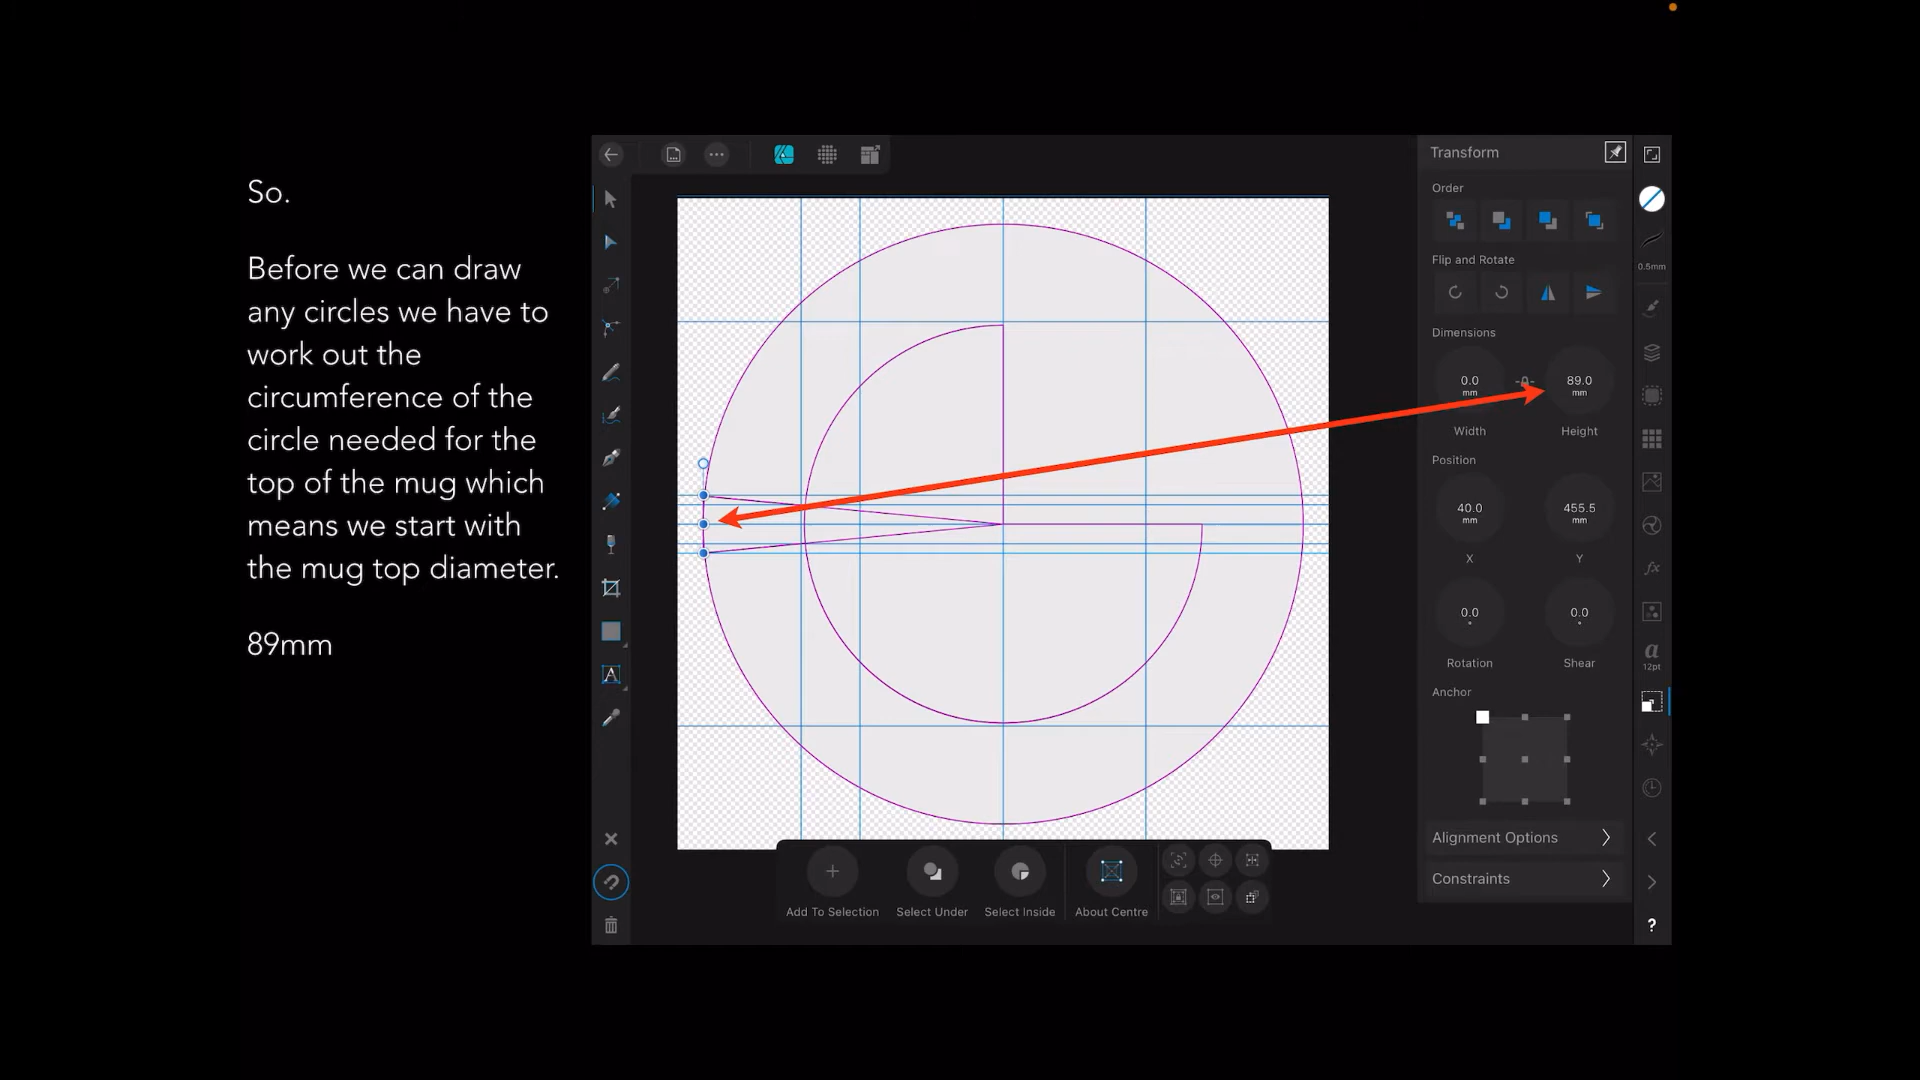 So.
Before we can draw
any circles we have to
work out the
circumference of the
circle needed for the
top of the mug which
means we start with
the mug top diameter.
89mm
Transform
Order
Flip and Rotate
Dimensions
0.0
mm
89.0
mm
Width
Height
Position
40.0
mm
455.5
mm
X
Y
0.0
°
0.0
°
Rotation
Shear
Anchor
Alignment Options
Constraints
0.5mm
fx
a
12pt
?
A
Add To Selection
Select Under
Select Inside
About Centre